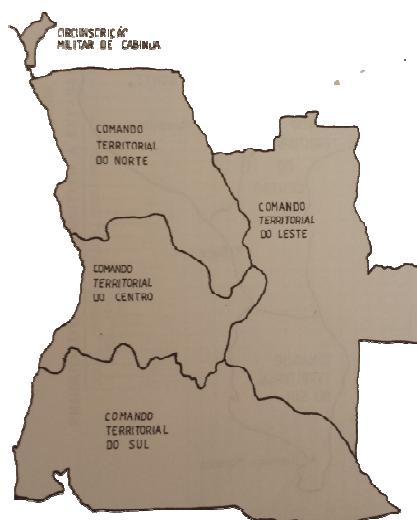 CIRCUNSCRIÇÃO
MILITAR DE CABINDA
COMANDO
TERRITORIAL
DO NORTE
COMANDO
TERRITORIAL
DO LESTE
COMANDO
TERRITORIAL
DO CENTRO
COMANDO
TERRITORIAL
DO SUL